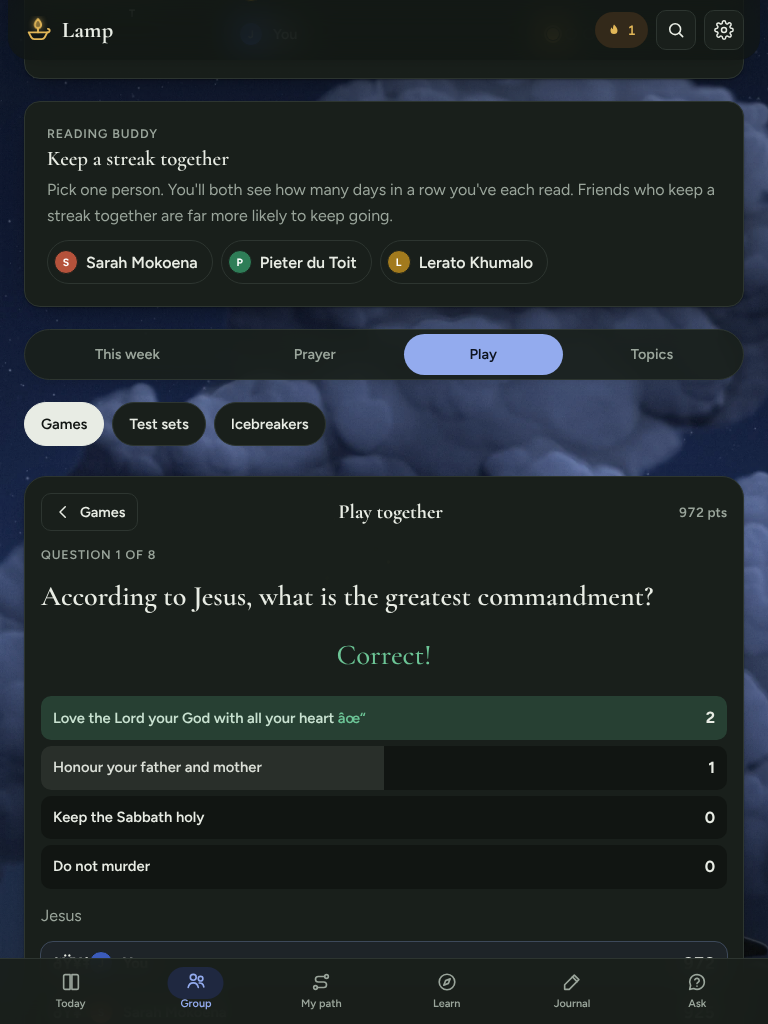 Lamp
1
READING BUDDY
Keep a streak together
Pick one person. You'll both see how many days in a row you've each read. Friends who keep a
streak together are far more likely to keep going.
S Sarah Mokoena
P Pieter du Toit
L Lerato Khumalo
This week
Prayer
Play
Topics
Games
Test sets
Icebreakers
Games
Play together
972 pts
QUESTION 1 OF 8
According to Jesus, what is the greatest commandment?
Correct!
Love the Lord your God with all your heart âœ“ 2
Honour your father and mother 1
Keep the Sabbath holy 0
Do not murder 0
Jesus
Today
Group
My path
Learn
Journal
Ask